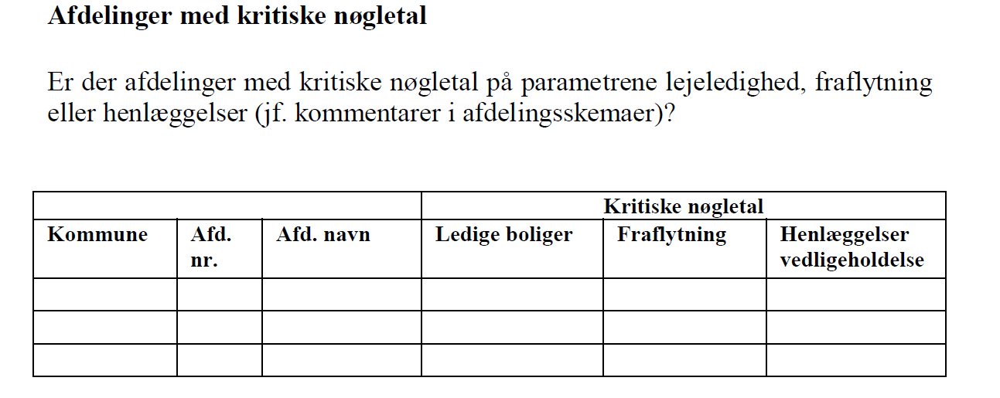 Afdelinger med kritiske nøgletal
Er der afdelinger med kritiske nøgletal på parametrene lejeledighed, fraflytning
eller henlæggelser (jf. kommentarer i afdelingsskemaer)?
Kritiske nøgletal
Kommune Afd. nr. Afd. navn Ledige boliger Fraflytning Henlæggelser vedligeholdelse